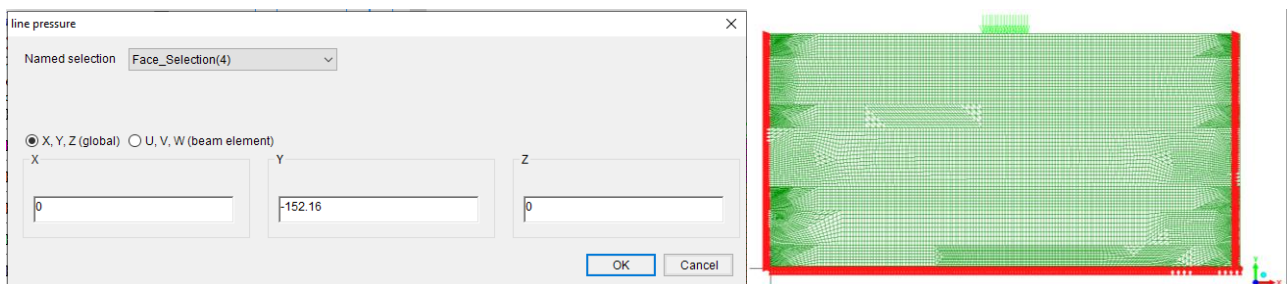 line pressure
Named selection Face_Selection(4)
X, Y, Z (global) U, V, W (beam element)
X Y Z
0 -152.16 0
OK Cancel